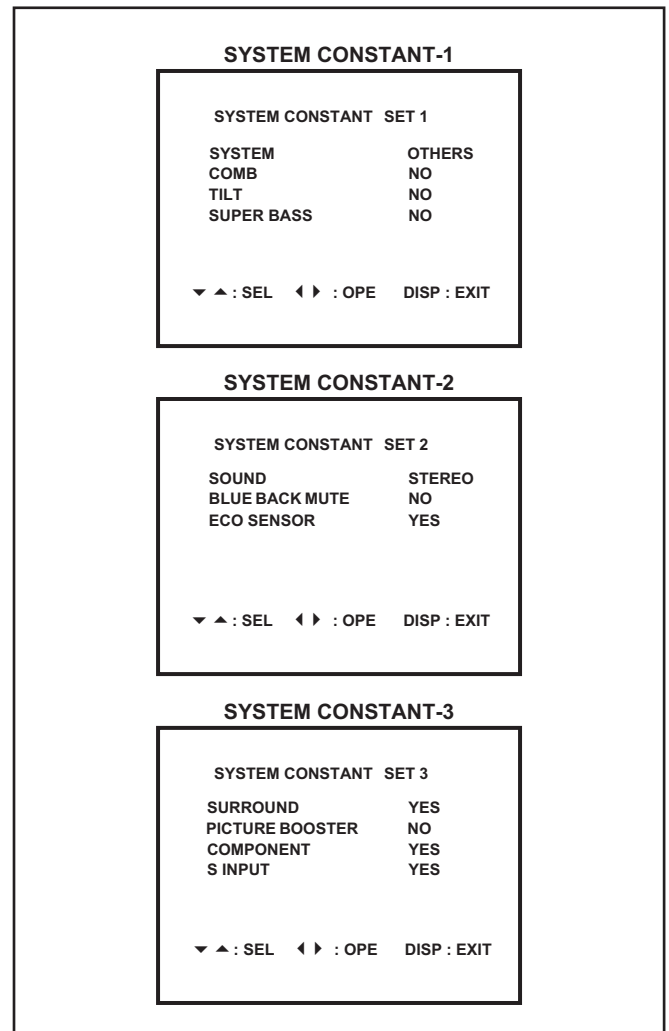 SYSTEM CONSTANT-1
SYSTEM CONSTANT SET 1
SYSTEM OTHERS
COMB NO
TILT NO
SUPER BASS NO
▼ ▲ : SEL ◀ ▶ : OPE DISP : EXIT
SYSTEM CONSTANT-2
SYSTEM CONSTANT SET 2
SOUND STEREO
BLUE BACK MUTE NO
ECO SENSOR YES
▼ ▲ : SEL ◀ ▶ : OPE DISP : EXIT
SYSTEM CONSTANT-3
SYSTEM CONSTANT SET 3
SURROUND YES
PICTURE BOOSTER NO
COMPONENT YES
S INPUT YES
▼ ▲ : SEL ◀ ▶ : OPE DISP : EXIT